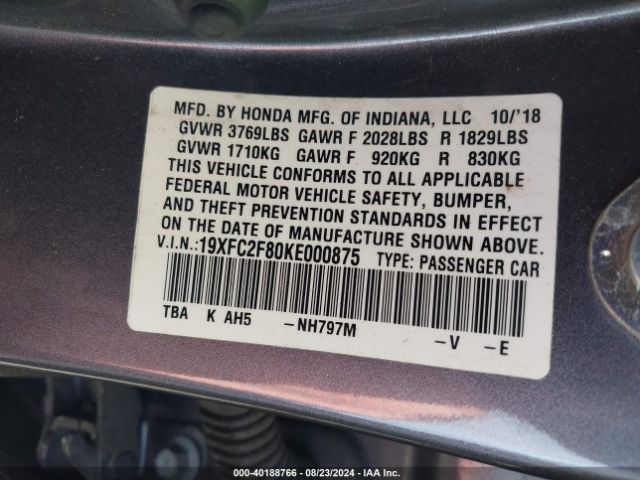 MFD. BY HONDA MFG. OF INDIANA, LLC 10/'18
GVWR 3769LBS GAWR F 2028LBS R 1829LBS
GVWR 1710KG GAWR F 920KG R 830KG
THIS VEHICLE CONFORMS TO ALL APPLICABLE
FEDERAL MOTOR VEHICLE SAFETY, BUMPER,
AND THEFT PREVENTION STANDARDS IN EFFECT
ON THE DATE OF MANUFACTURE SHOWN ABOVE.
V.I.N.:19XFC2F80KE000875 TYPE: PASSENGER CAR
TBA K AH5 -NH797M -V -E
000-40188766 - 08/23/2024 - IAA Inc.